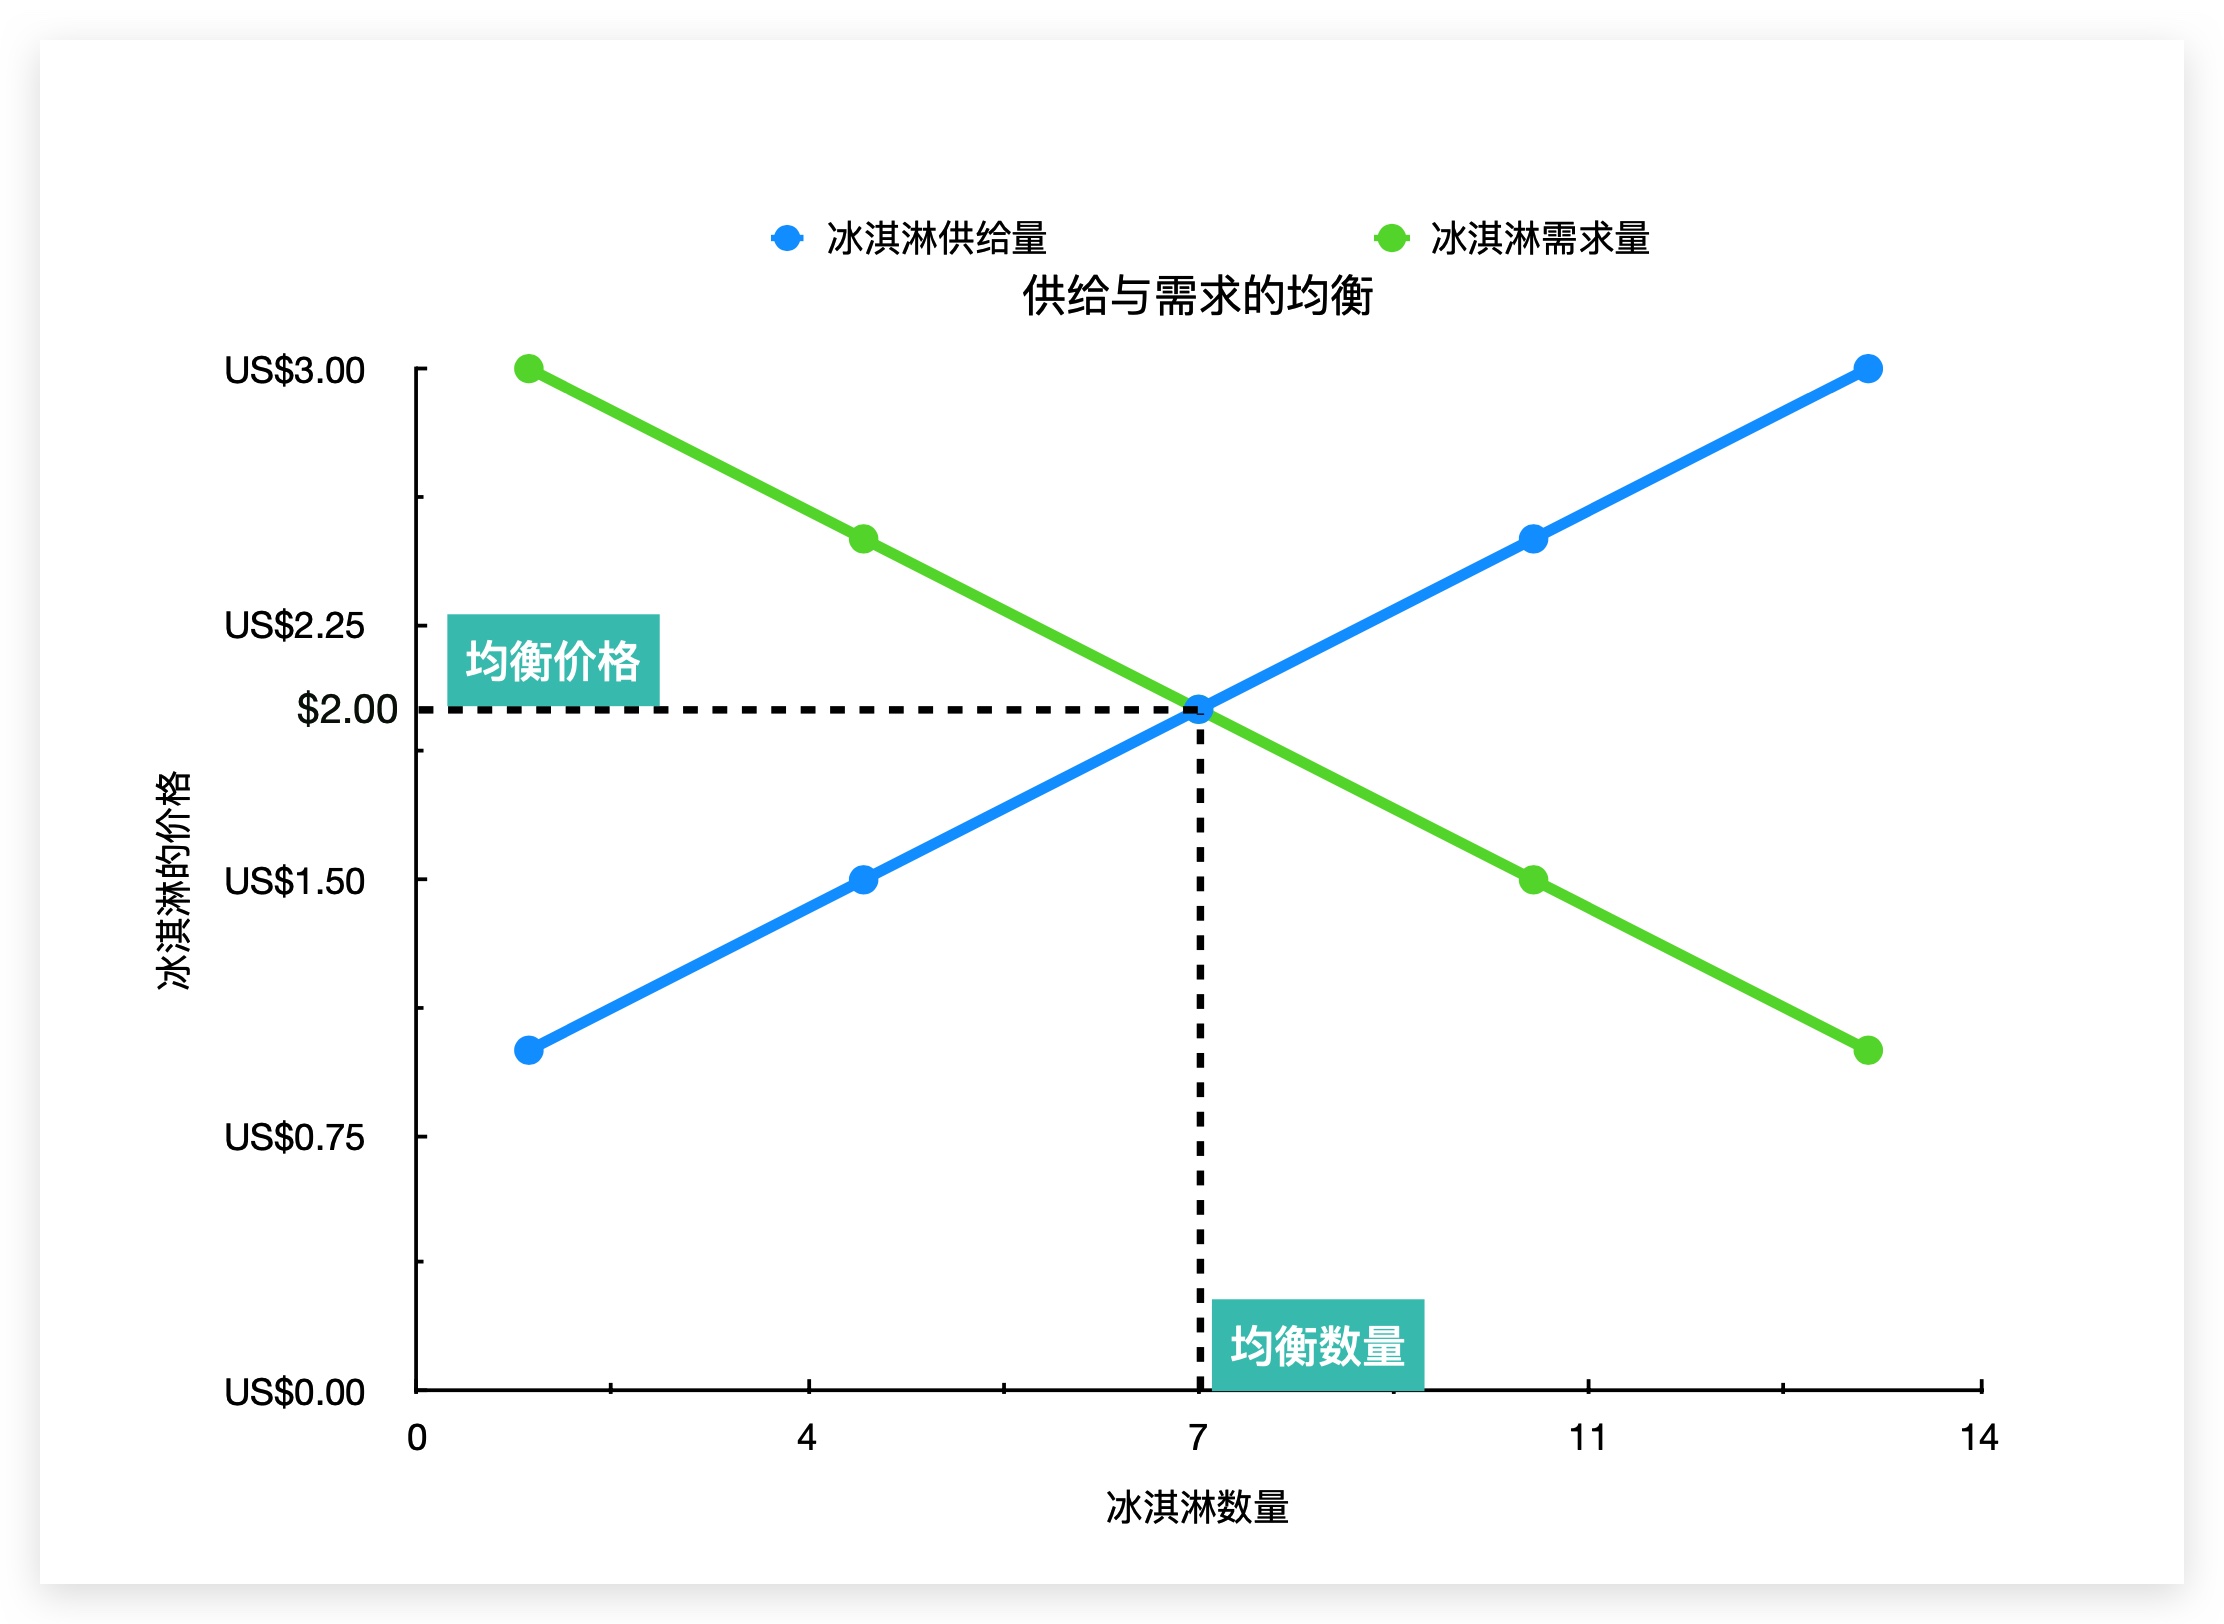 冰淇淋供给量
冰淇淋需求量
供给与需求的均衡
US$3.00
US$2.25
均衡价格
$2.00
冰淇淋的价格
US$1.50
US$0.75
均衡数量
US$0.00
0
4
7
11
14
冰淇淋数量